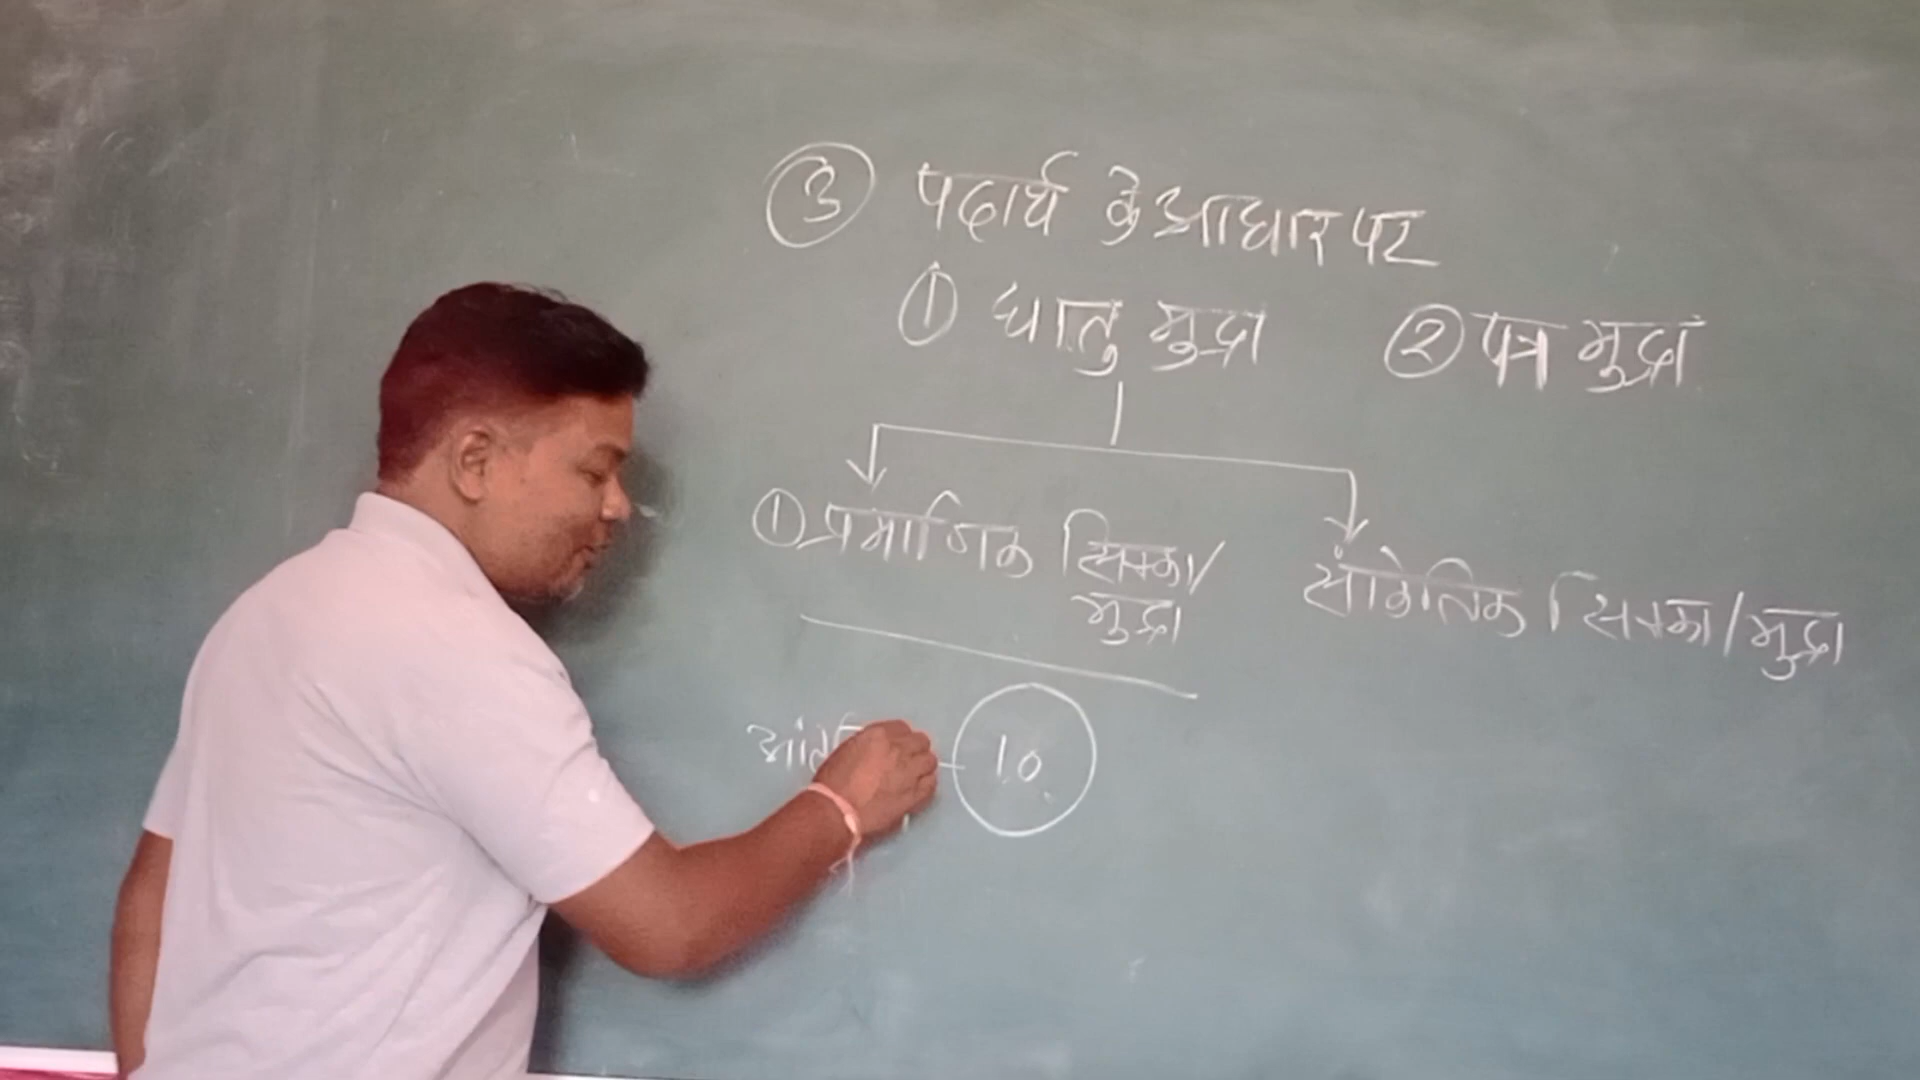 ③ पदार्थ के आधार पर
① धातु मुद्रा ② पत्र मुद्रा
① प्रमाणिक सिक्का/ सांकेतिक सिक्का/मुद्रा
मुद्रा
10